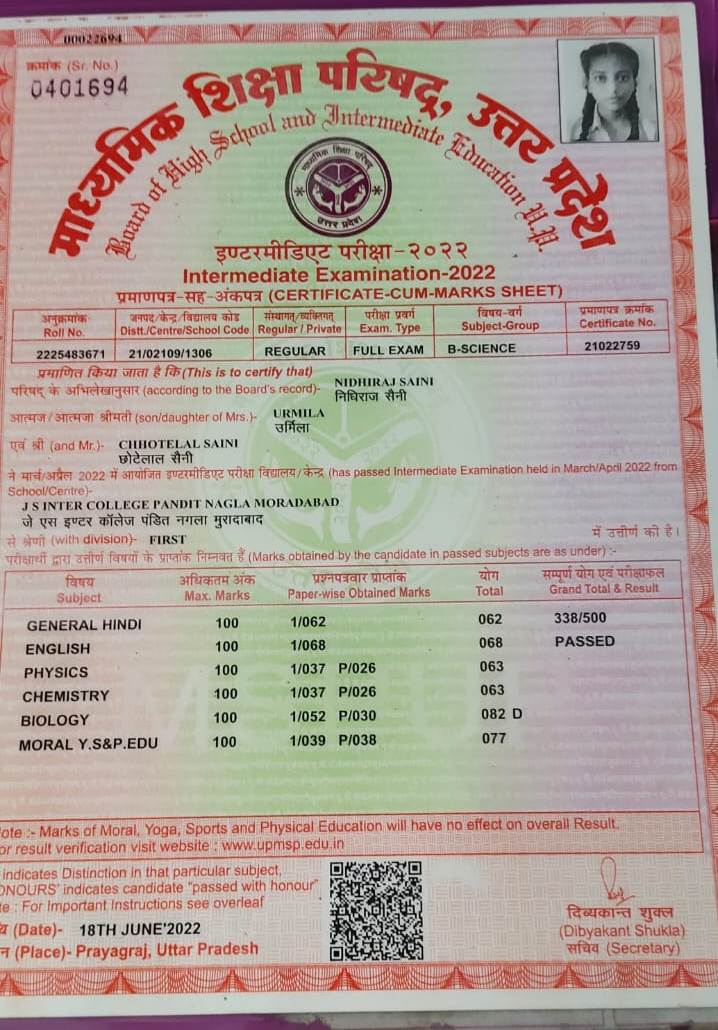 00022694
क्रमांक (Sr. No.)
0401694
माध्यमिक शिक्षा परिषद्, उत्तर प्रदेश
Board of High School and Intermediate Education U.P.
माध्यमिक शिक्षा परिषद
उत्तर प्रदेश
इण्टरमीडिएट परीक्षा-२०२२
Intermediate Examination-2022
प्रमाणपत्र-सह-अंकपत्र (CERTIFICATE-CUM-MARKS SHEET)
अनुक्रमांक जनपद/केन्द्र/विद्यालय कोड संस्थागत/व्यक्तिगत परीक्षा प्रवर्ग विषय-वर्ग प्रमाणपत्र क्रमांक
Roll No. Distt./Centre/School Code Regular / Private Exam. Type Subject-Group Certificate No.
2225483671 21/02109/1306 REGULAR FULL EXAM B-SCIENCE 21022759
प्रमाणित किया जाता है कि (This is to certify that)
परिषद् के अभिलेखानुसार (according to the Board's record)- NIDHIRAJ SAINI
निधिराज सैनी
आत्मज/आत्मजा श्रीमती (son/daughter of Mrs.)- URMILA
उर्मिला
एवं श्री (and Mr.)- CHHOTELAL SAINI
छोटेलाल सैनी
ने मार्च/अप्रैल 2022 में आयोजित इण्टरमीडिएट परीक्षा विद्यालय/केन्द्र (has passed Intermediate Examination held in March/April 2022 from
School/Centre)-
J S INTER COLLEGE PANDIT NAGLA MORADABAD
जे एस इण्टर कॉलेज पंडित नगला मुरादाबाद
से श्रेणी (with division)- FIRST में उत्तीर्ण की है।
परीक्षार्थी द्वारा उत्तीर्ण विषयों के प्राप्तांक निम्नवत् हैं (Marks obtained by the candidate in passed subjects are as under) :-
विषय अधिकतम अंक प्रश्नपत्रवार प्राप्तांक योग सम्पूर्ण योग एवं परीक्षाफल
Subject Max. Marks Paper-wise Obtained Marks Total Grand Total & Result
GENERAL HINDI 100 1/062 062 338/500
ENGLISH 100 1/068 068 PASSED
PHYSICS 100 1/037 P/026 063
CHEMISTRY 100 1/037 P/026 063
BIOLOGY 100 1/052 P/030 082 D
MORAL Y.S&P.EDU 100 1/039 P/038 077
ote :- Marks of Moral, Yoga, Sports and Physical Education will have no effect on overall Result.
or result verification visit website : www.upmsp.edu.in
indicates Distinction in that particular subject,
ONOURS' indicates candidate "passed with honour"
te : For Important Instructions see overleaf
(Date)- 18TH JUNE'2022
न (Place)- Prayagraj, Uttar Pradesh
दिव्यकान्त शुक्ल
(Dibyakant Shukla)
सचिव (Secretary)